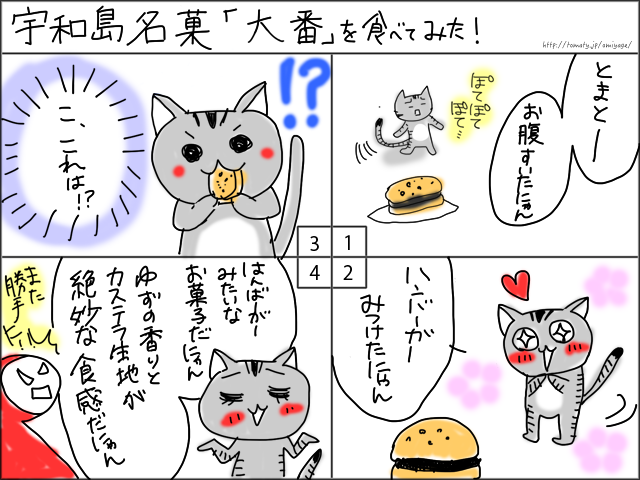 宇和島名菓「大番」を食べてみた!
http://tomaty.jp/omiyage/
とまとー
お腹すいたにゃん
ぽてぽて
ぽて…
1
ハンバーガー
みつけたにゃん
2
!?
こ、これは!?
3
はんばーがー
みたいな
お菓子だにゃん
ゆずの香りと
カステラ生地が
絶妙な食感だにゃん
4
また
勝手に…